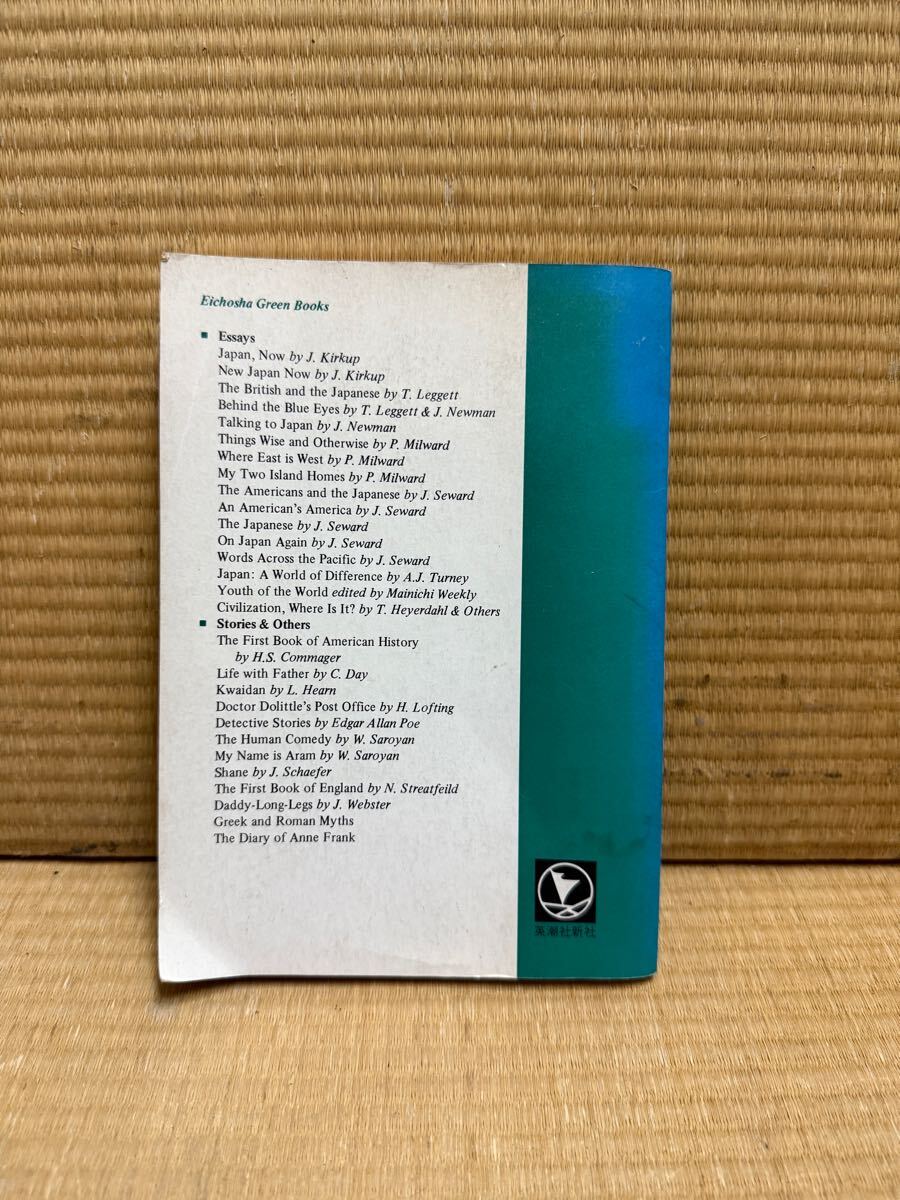 Eichosha Green Books
■ Essays
Japan, Now by J. Kirkup
New Japan Now by J. Kirkup
The British and the Japanese by T. Leggett
Behind the Blue Eyes by T. Leggett & J. Newman
Talking to Japan by J. Newman
Things Wise and Otherwise by P. Milward
Where East is West by P. Milward
My Two Island Homes by P. Milward
The Americans and the Japanese by J. Seward
An American's America by J. Seward
The Japanese by J. Seward
On Japan Again by J. Seward
Words Across the Pacific by J. Seward
Japan: A World of Difference by A.J. Turney
Youth of the World edited by Mainichi Weekly
Civilization, Where Is It? by T. Heyerdahl & Others
■ Stories & Others
The First Book of American History
by H.S. Commager
Life with Father by C. Day
Kwaidan by L. Hearn
Doctor Dolittle's Post Office by H. Lofting
Detective Stories by Edgar Allan Poe
The Human Comedy by W. Saroyan
My Name is Aram by W. Saroyan
Shane by J. Schaefer
The First Book of England by N. Streatfeild
Daddy-Long-Legs by J. Webster
Greek and Roman Myths
The Diary of Anne Frank
英潮社新社